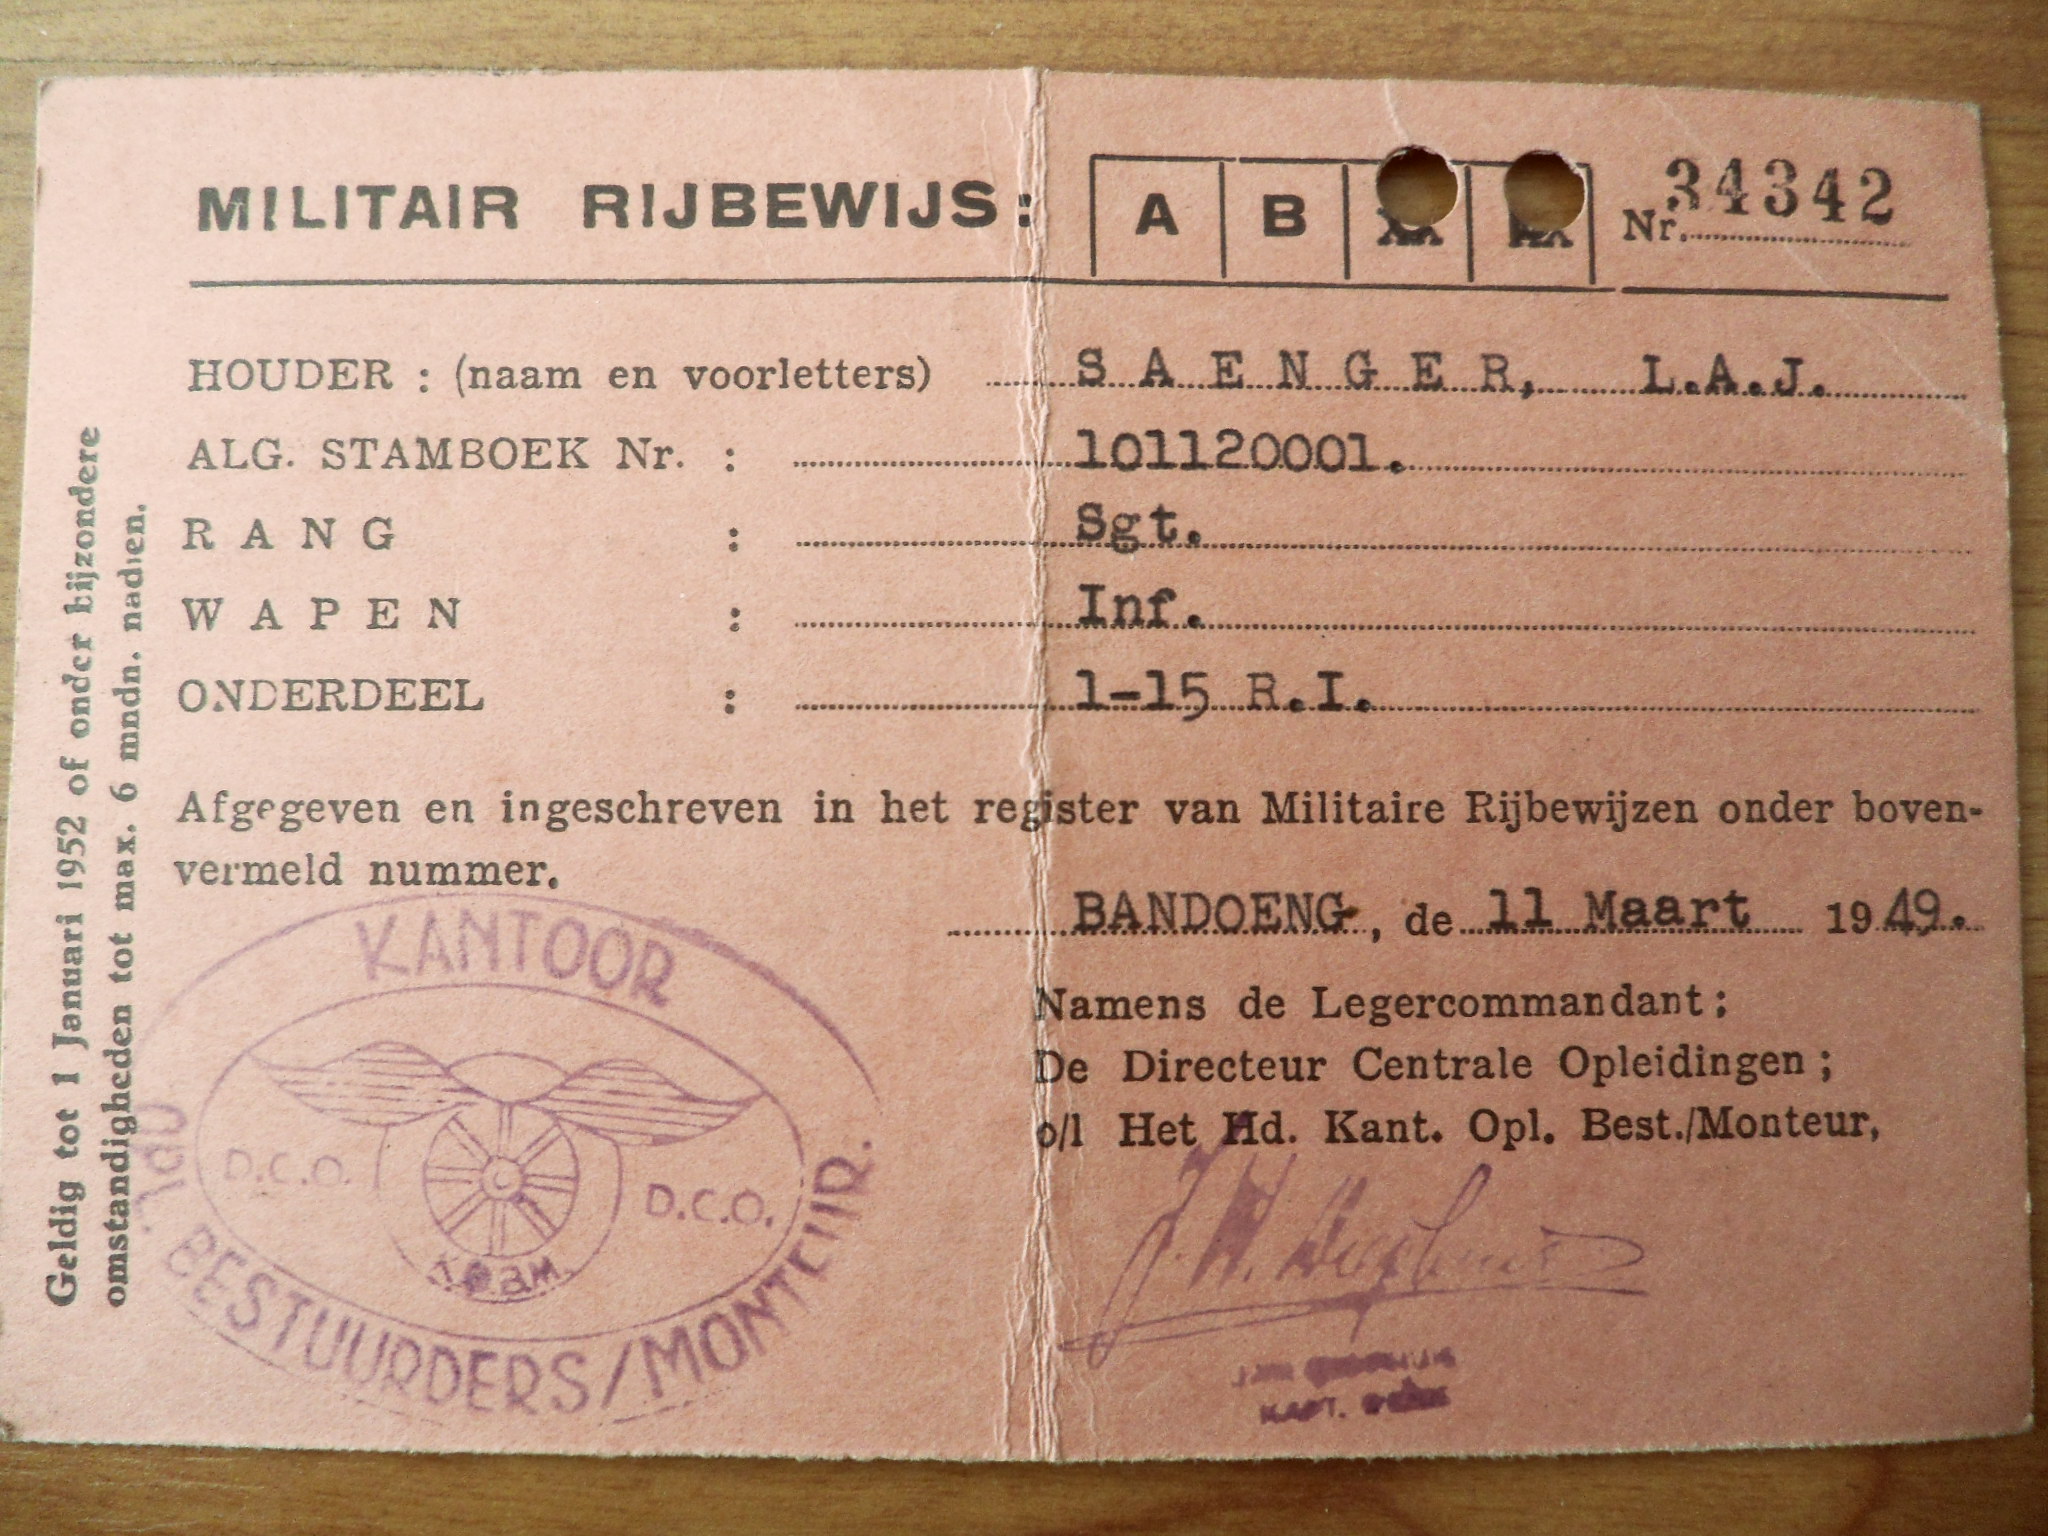 MILITAIR RIJBEWIJS: A B Nr. 34342
HOUDER : (naam en voorletters) SAENGER, L.A.J.
ALG. STAMBOEK Nr. : 101120001.
RANG : Sgt.
WAPEN : Inf.
ONDERDEEL : 1-15 R.I.
Afgegeven en ingeschreven in het register van Militaire Rijbewijzen onder boven-
vermeld nummer.
BANDOENG, de 11 Maart 1949.
Namens de Legercommandant;
De Directeur Centrale Opleidingen;
o/l Het Hd. Kant. Opl. Best./Monteur,
KAPT.
Geldig tot 1 Januari 1952 of onder bijzondere
omstandigheden tot max. 6 mndn. nadien.
KANTOOR
OPL. BESTUURDERS/MONTEUR.
D.C.O. D.C.O.